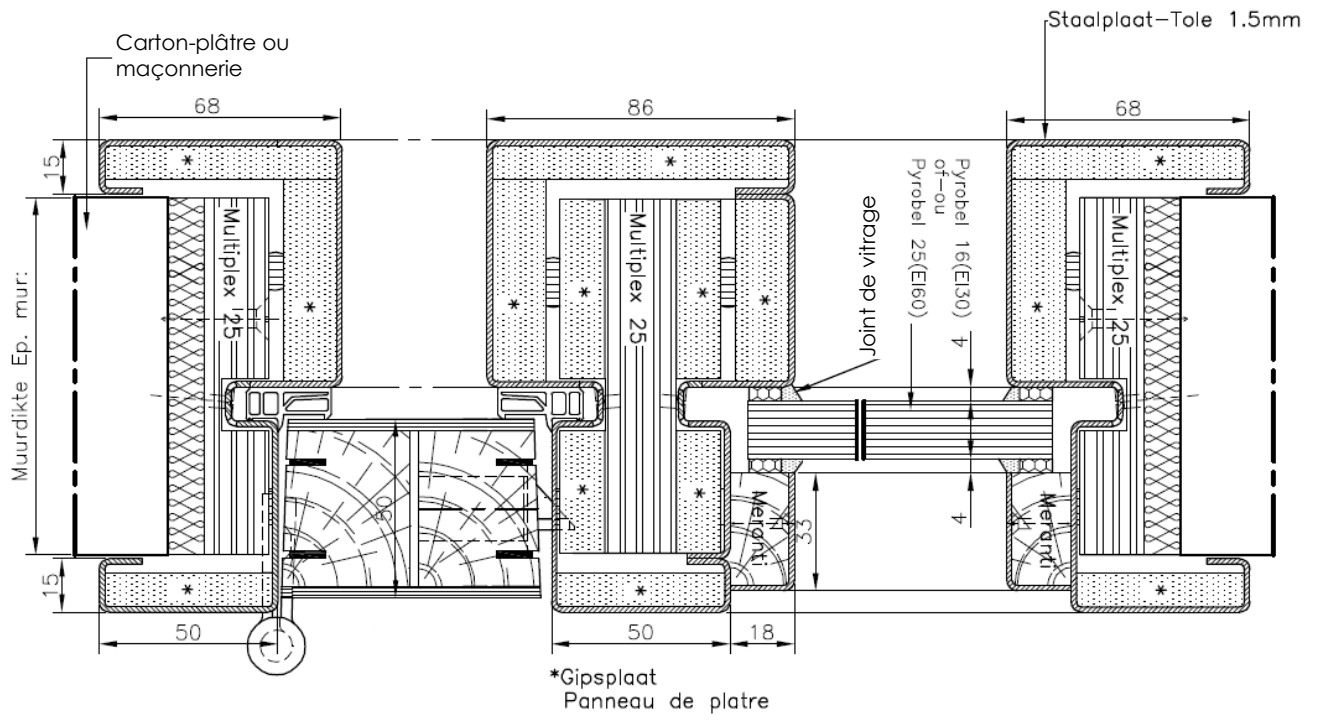 Staalplaat-Tole 1.5mm
Carton-plâtre ou
maçonnerie
68
86
68
15
*
*
*
Muurdikte Ep. mur:
Multiplex 25
*
*
*
*
Multiplex 25
*
*
Pyrobel 16(EI30)
of-ou
Pyrobel 25(EI60)
4
Joint de vitrage
*
Multiplex 25
50
*
*
Meranti
33
4
Meranti
15
*
*
*
50
50
18
*Gipsplaat
Panneau de platre